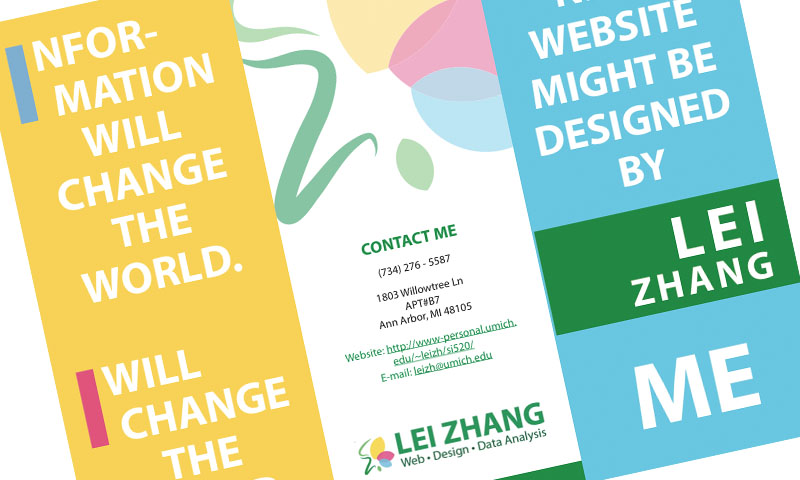 INFOR-
MATION
WILL
CHANGE
THE
WORLD.
I WILL
CHANGE
THE
CONTACT ME
(734) 276 - 5587
1803 Willowtree Ln
APT#B7
Ann Arbor, MI 48105
Website: http://www-personal.umich.
edu/~leizh/si520/
E-mail: leizh@umich.edu
LEI ZHANG
Web • Design • Data Analysis
WEBSITE
MIGHT BE
DESIGNED
BY
LEI
ZHANG
ME